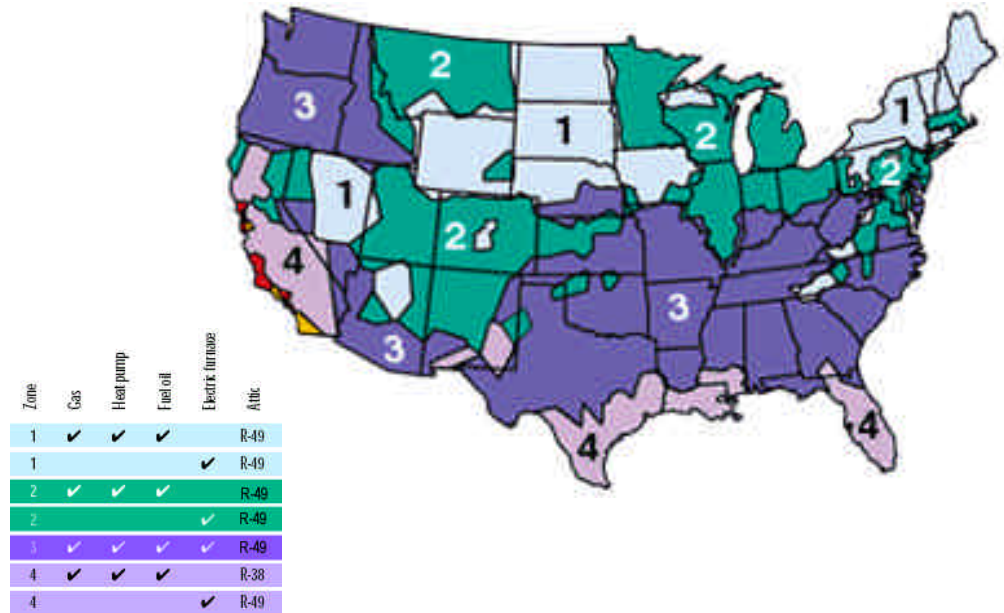 2
1
3
1
2
2
1
2
4
3
3
4
4
Zone Gas Heat pump Fuel oil Electric furnace Attic
1 ✔ ✔ ✔ R-49
1 ✔ R-49
2 ✔ ✔ ✔ R-49
2 ✔ R-49
3 ✔ ✔ ✔ ✔ R-49
4 ✔ ✔ ✔ R-38
4 ✔ R-49